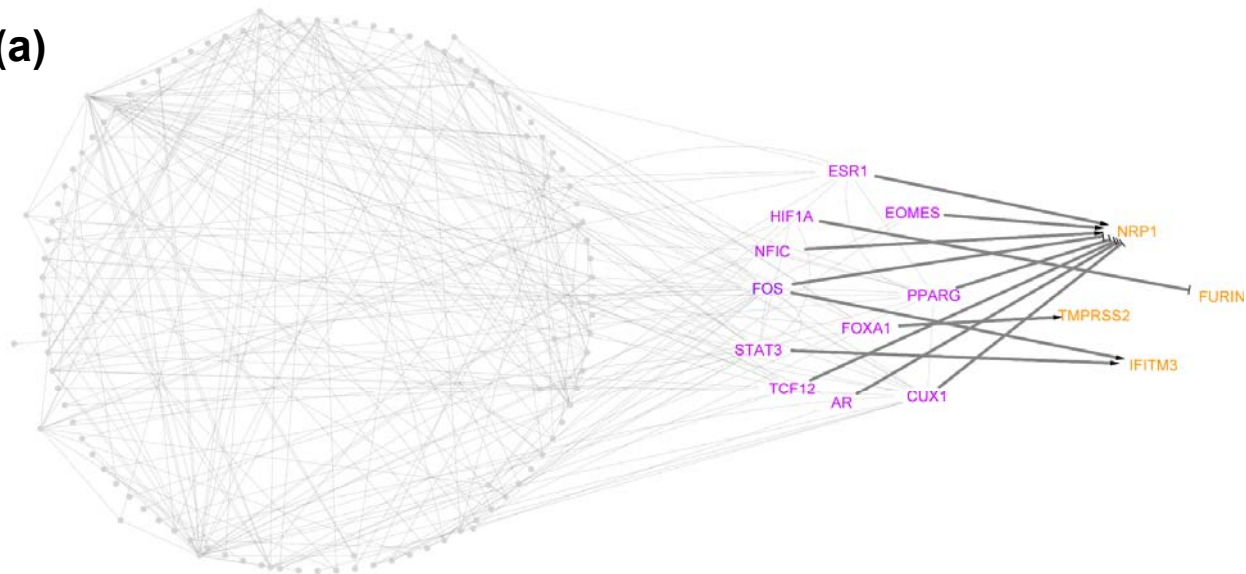 (a)
ESR1
HIF1A
EOMES
NRP1
NFIC
FOS
PPARG
FURIN
TMPRSS2
FOXA1
STAT3
IFITM3
TCF12
AR
CUX1